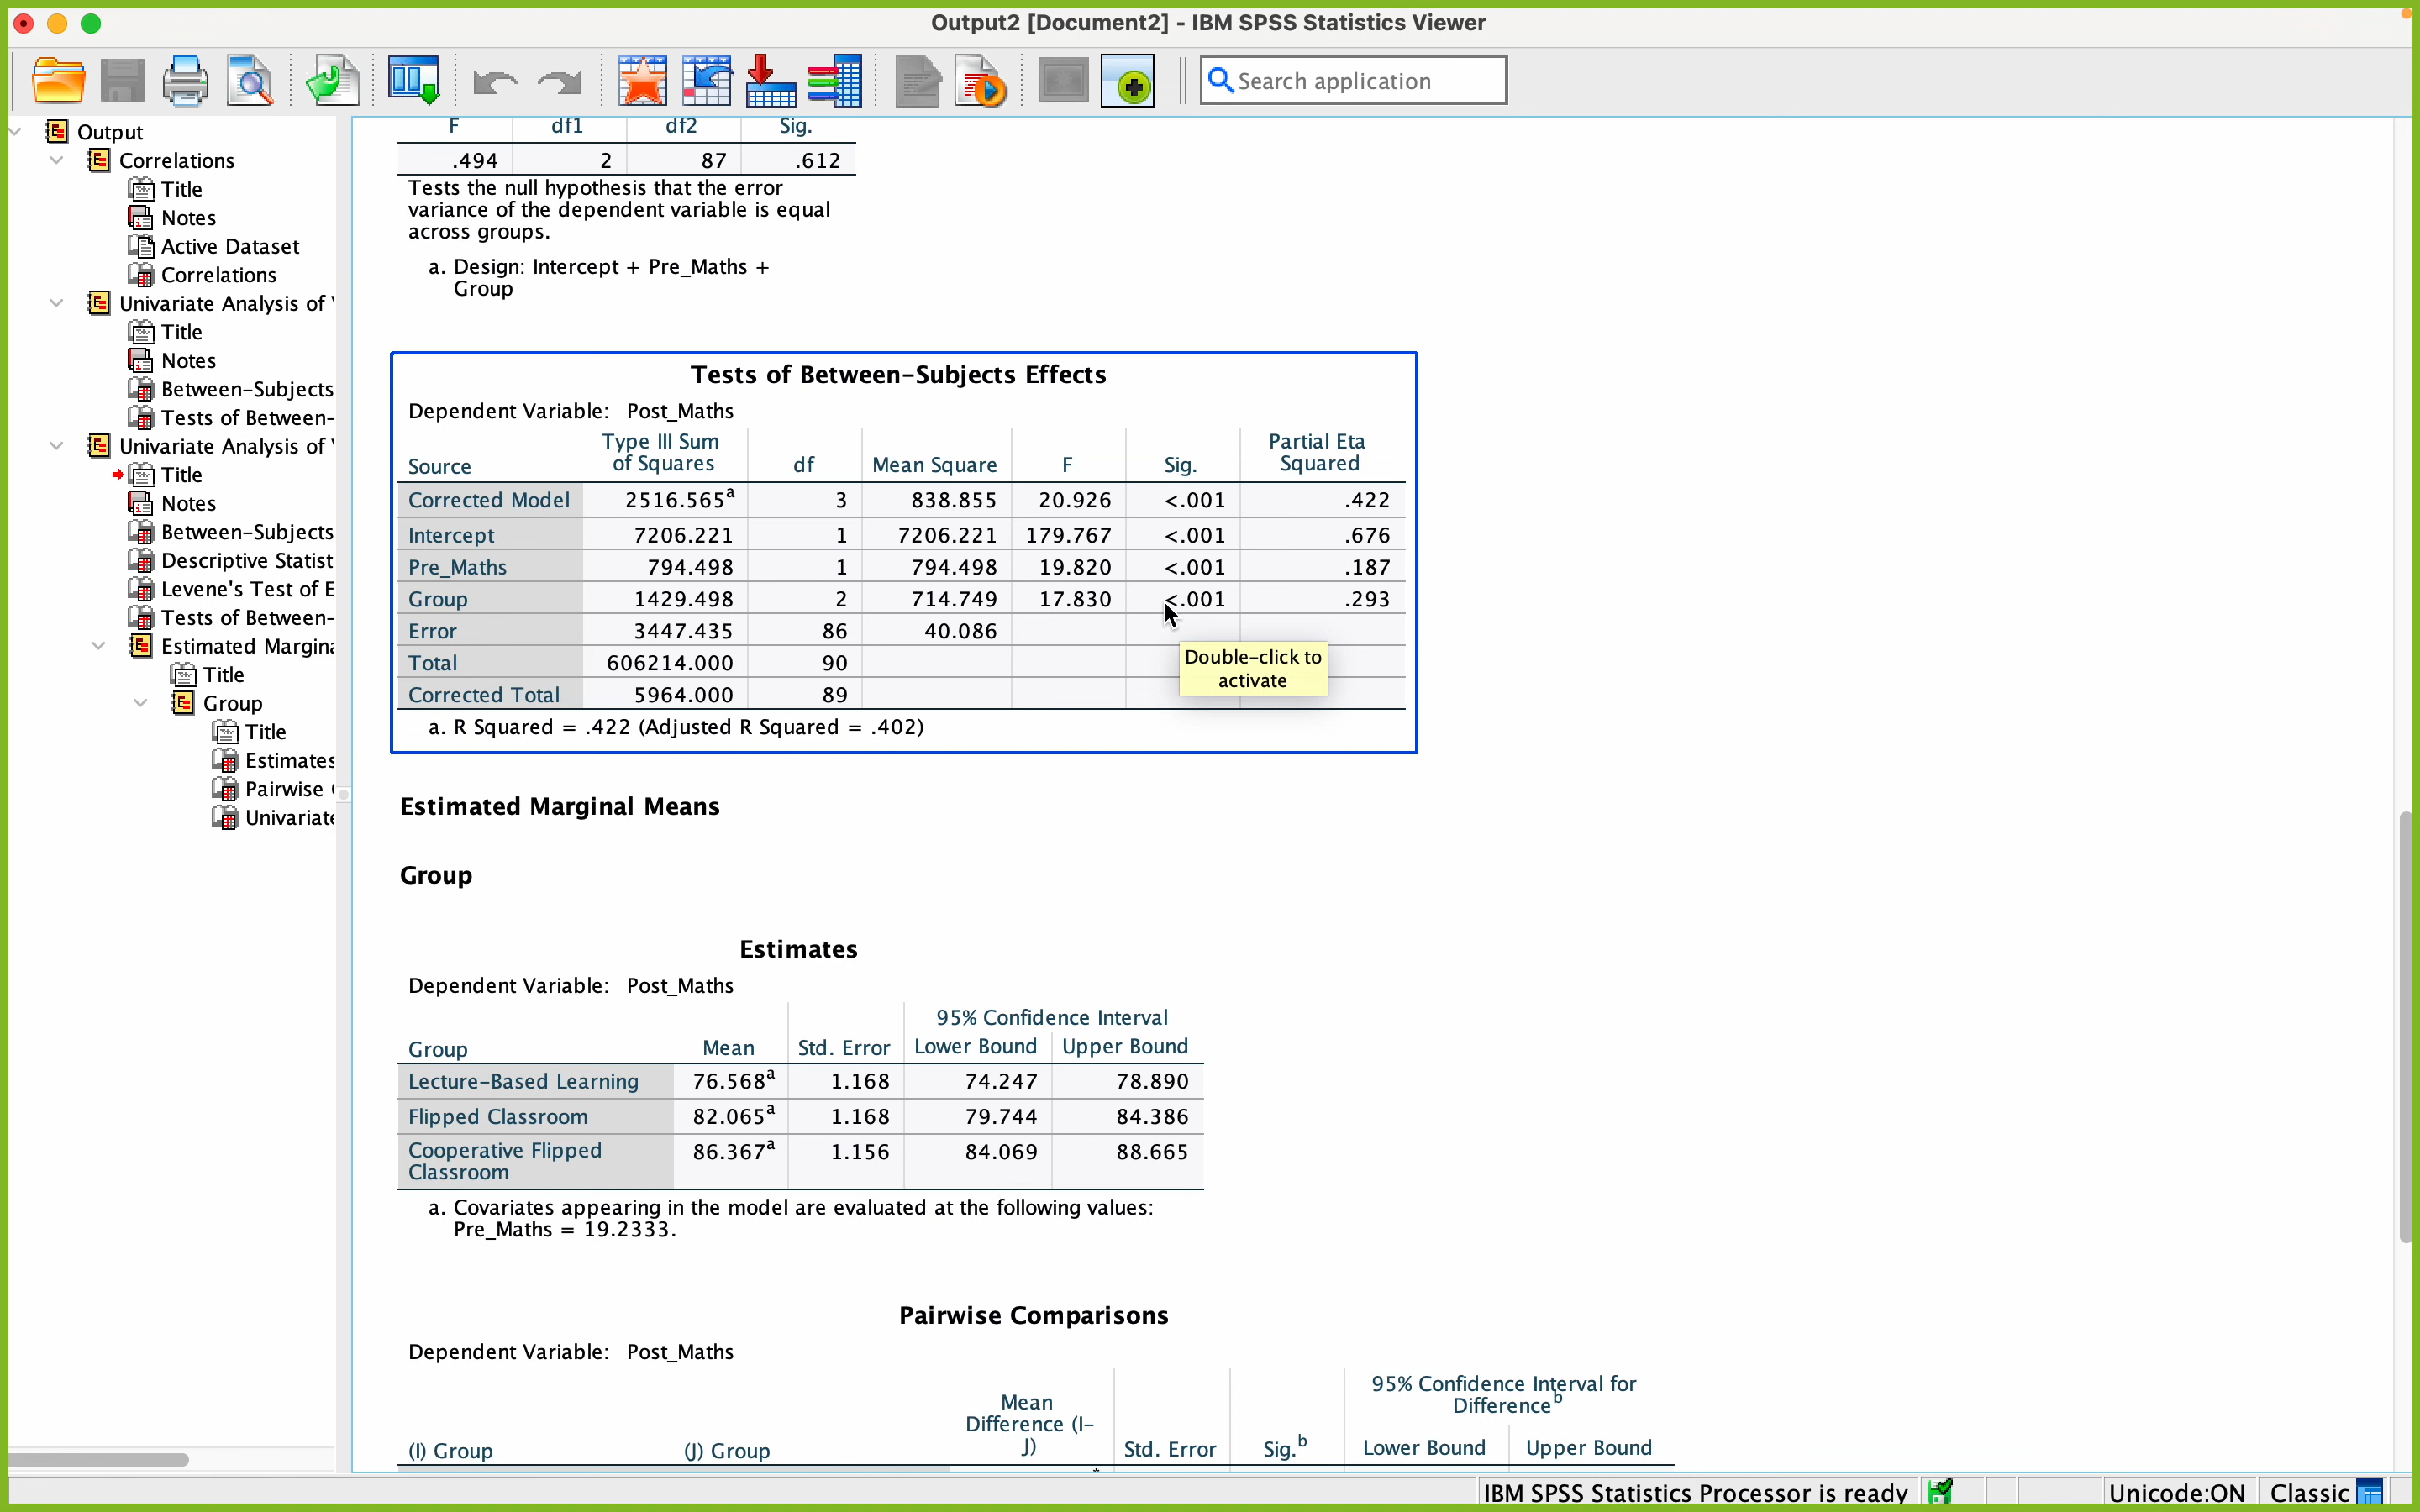 Output2 [Document2] - IBM SPSS Statistics Viewer
Search application
Output
Correlations
Title
Notes
Active Dataset
Correlations
Univariate Analysis of
Title
Notes
Between-Subjects
Tests of Between-
Univariate Analysis of
Title
Notes
Between-Subjects
Descriptive Statist
Levene's Test of E
Tests of Between-
Estimated Margina
Title
Group
Title
Estimates
Pairwise
Univariate
F df1 df2 Sig.
.494 2 87 .612
Tests the null hypothesis that the error
variance of the dependent variable is equal
across groups.
a. Design: Intercept + Pre_Maths +
Group
Tests of Between-Subjects Effects
Dependent Variable: Post_Maths
Source Type III Sum of Squares df Mean Square F Sig. Partial Eta Squared
Corrected Model 2516.565a 3 838.855 20.926 <.001 .422
Intercept 7206.221 1 7206.221 179.767 <.001 .676
Pre_Maths 794.498 1 794.498 19.820 <.001 .187
Group 1429.498 2 714.749 17.830 <.001 .293
Error 3447.435 86 40.086
Total 606214.000 90
Corrected Total 5964.000 89
a. R Squared = .422 (Adjusted R Squared = .402)
Double-click to
activate
Estimated Marginal Means
Group
Estimates
Dependent Variable: Post_Maths
95% Confidence Interval
Group Mean Std. Error Lower Bound Upper Bound
Lecture-Based Learning 76.568a 1.168 74.247 78.890
Flipped Classroom 82.065a 1.168 79.744 84.386
Cooperative Flipped Classroom 86.367a 1.156 84.069 88.665
a. Covariates appearing in the model are evaluated at the following values:
Pre_Maths = 19.2333.
Pairwise Comparisons
Dependent Variable: Post_Maths
95% Confidence Interval for Differenceb
(I) Group (J) Group Mean Difference (I-J) Std. Error Sig.b Lower Bound Upper Bound
IBM SPSS Statistics Processor is ready Unicode:ON Classic